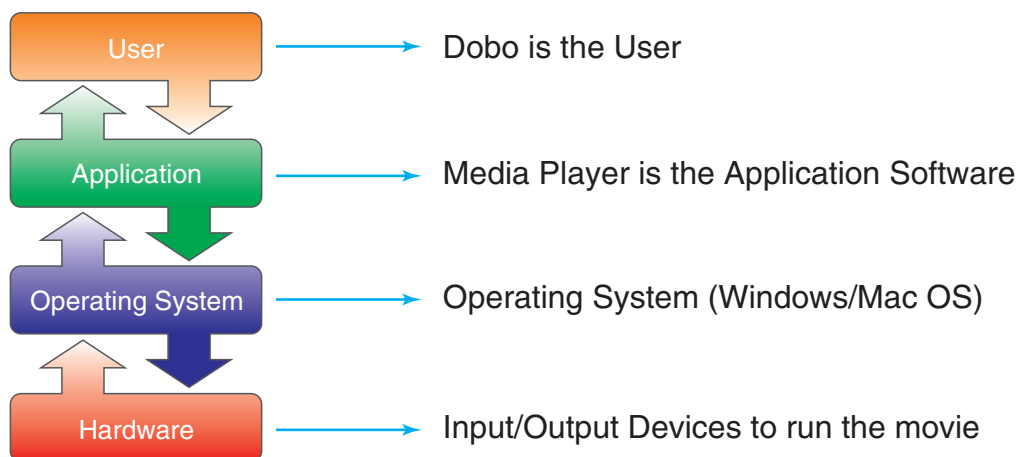 User
Dobo is the User
Application
Media Player is the Application Software
Operating System
Operating System (Windows/Mac OS)
Hardware
Input/Output Devices to run the movie